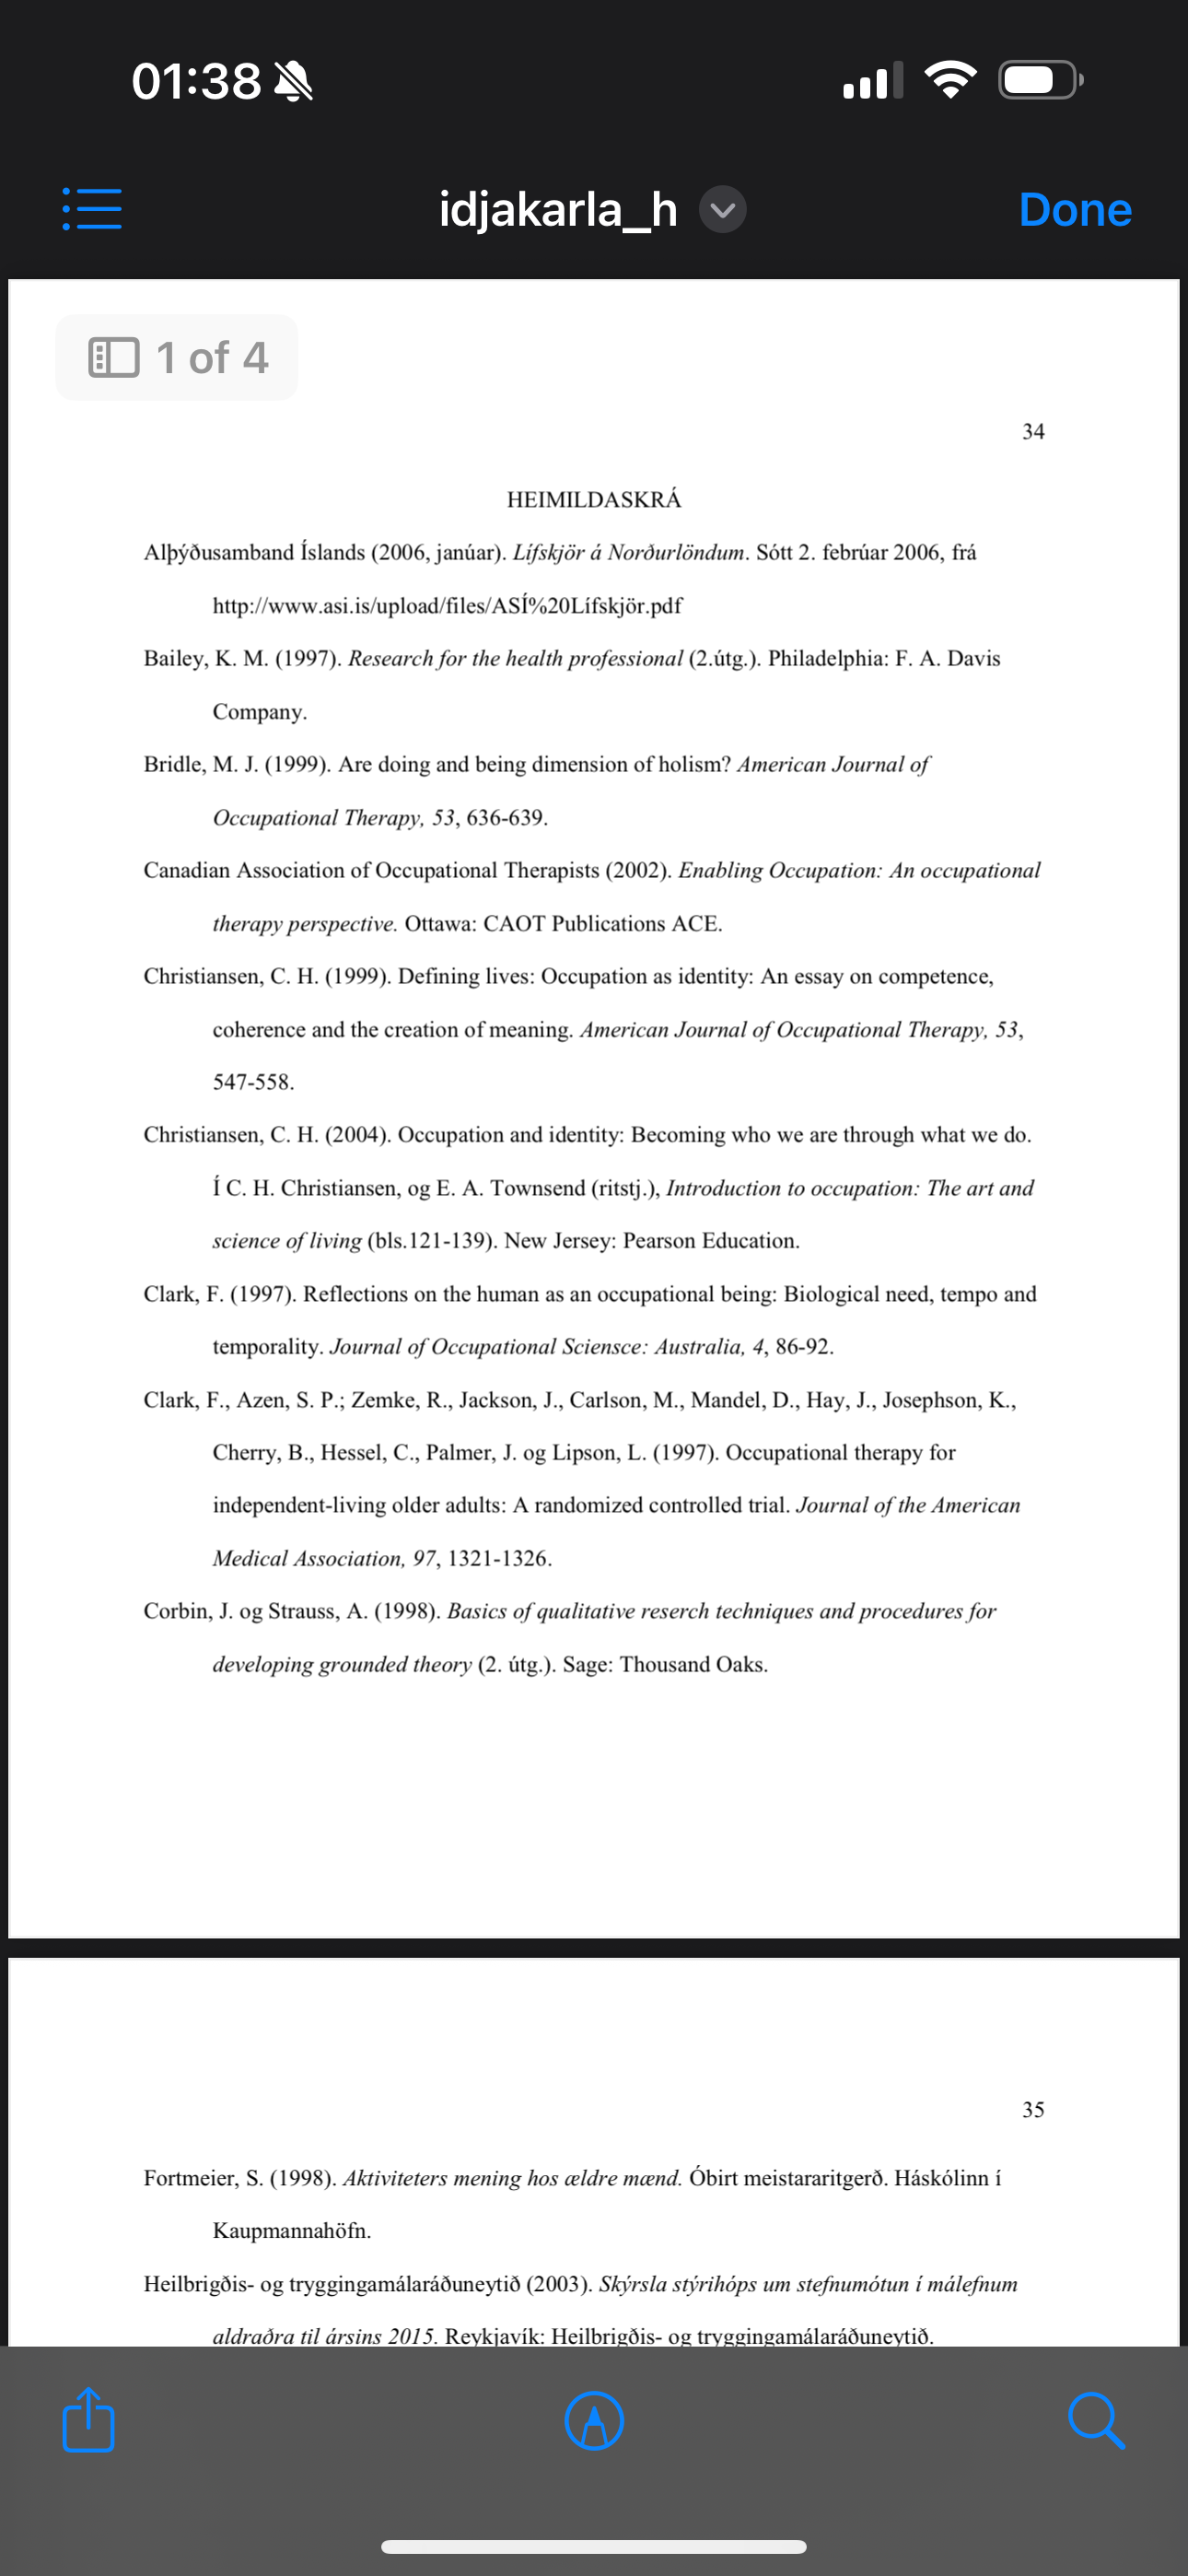 01:38
idjakarla_h
Done
1 of 4
34
HEIMILDASKRÁ
Alþýðusamband Íslands (2006, janúar). Lífskjör á Norðurlöndum. Sótt 2. febrúar 2006, frá
http://www.asi.is/upload/files/ASÍ%20Lífskjör.pdf
Bailey, K. M. (1997). Research for the health professional (2.útg.). Philadelphia: F. A. Davis
Company.
Bridle, M. J. (1999). Are doing and being dimension of holism? American Journal of
Occupational Therapy, 53, 636-639.
Canadian Association of Occupational Therapists (2002). Enabling Occupation: An occupational
therapy perspective. Ottawa: CAOT Publications ACE.
Christiansen, C. H. (1999). Defining lives: Occupation as identity: An essay on competence,
coherence and the creation of meaning. American Journal of Occupational Therapy, 53,
547-558.
Christiansen, C. H. (2004). Occupation and identity: Becoming who we are through what we do.
Í C. H. Christiansen, og E. A. Townsend (ritstj.), Introduction to occupation: The art and
science of living (bls.121-139). New Jersey: Pearson Education.
Clark, F. (1997). Reflections on the human as an occupational being: Biological need, tempo and
temporality. Journal of Occupational Sciensce: Australia, 4, 86-92.
Clark, F., Azen, S. P.; Zemke, R., Jackson, J., Carlson, M., Mandel, D., Hay, J., Josephson, K.,
Cherry, B., Hessel, C., Palmer, J. og Lipson, L. (1997). Occupational therapy for
independent-living older adults: A randomized controlled trial. Journal of the American
Medical Association, 97, 1321-1326.
Corbin, J. og Strauss, A. (1998). Basics of qualitative reserch techniques and procedures for
developing grounded theory (2. útg.). Sage: Thousand Oaks.
35
Fortmeier, S. (1998). Aktiviteters mening hos ældre mænd. Óbirt meistararitgerð. Háskólinn í
Kaupmannahöfn.
Heilbrigðis- og tryggingamálaráðuneytið (2003). Skýrsla stýrihóps um stefnumótun í málefnum
aldraðra til ársins 2015. Reykjavík: Heilbrigðis- og tryggingamálaráðuneytið.